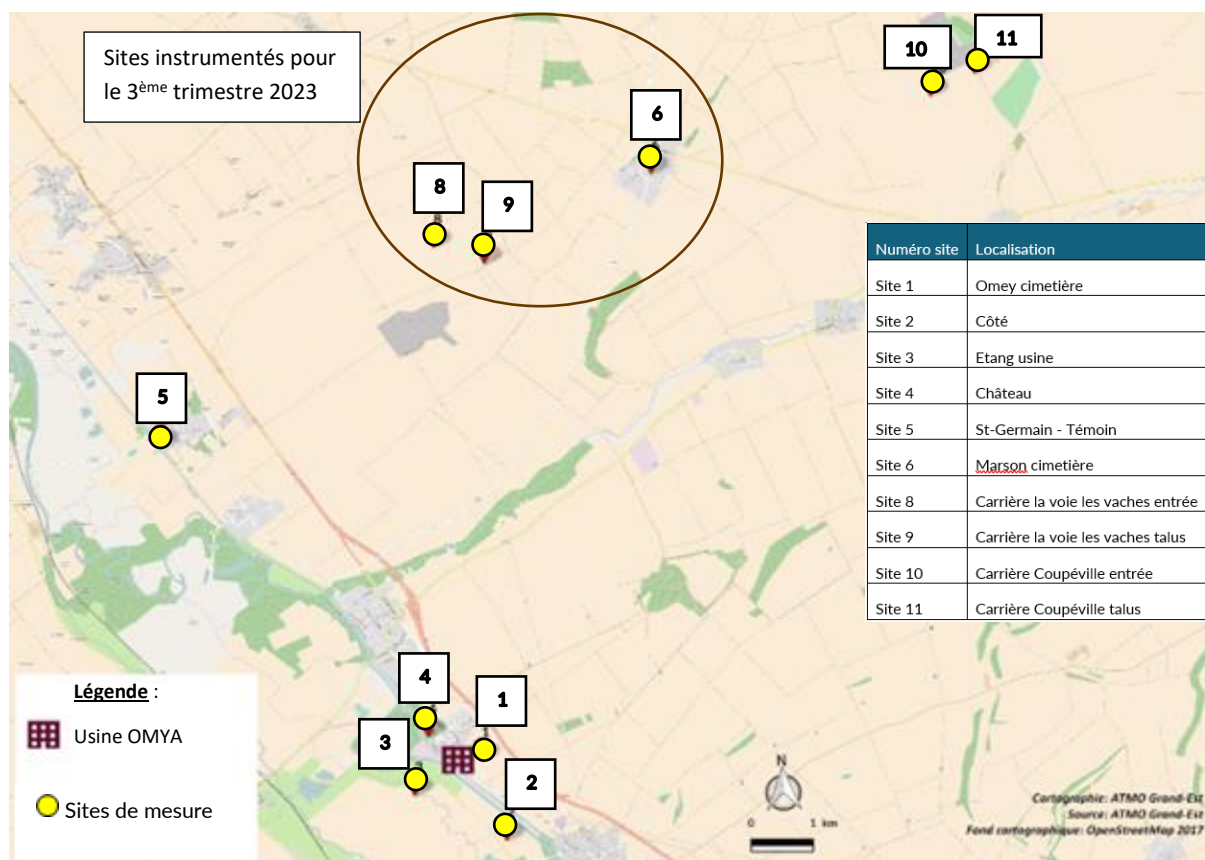 Sites instrumentés pour
le 3ème trimestre 2023
10
11
6
8
9
5
4
1
3
2
Numéro site Localisation
Site 1 Omey cimetière
Site 2 Côté
Site 3 Etang usine
Site 4 Château
Site 5 St-Germain - Témoin
Site 6 Marson cimetière
Site 8 Carrière la voie les vaches entrée
Site 9 Carrière la voie les vaches talus
Site 10 Carrière Coupéville entrée
Site 11 Carrière Coupéville talus
Légende :
Usine OMYA
Sites de mesure
N
0 1 km
Cartographie: ATMO Grand-Est
Source: ATMO Grand-Est
Fond cartographique: OpenStreetMap 2017